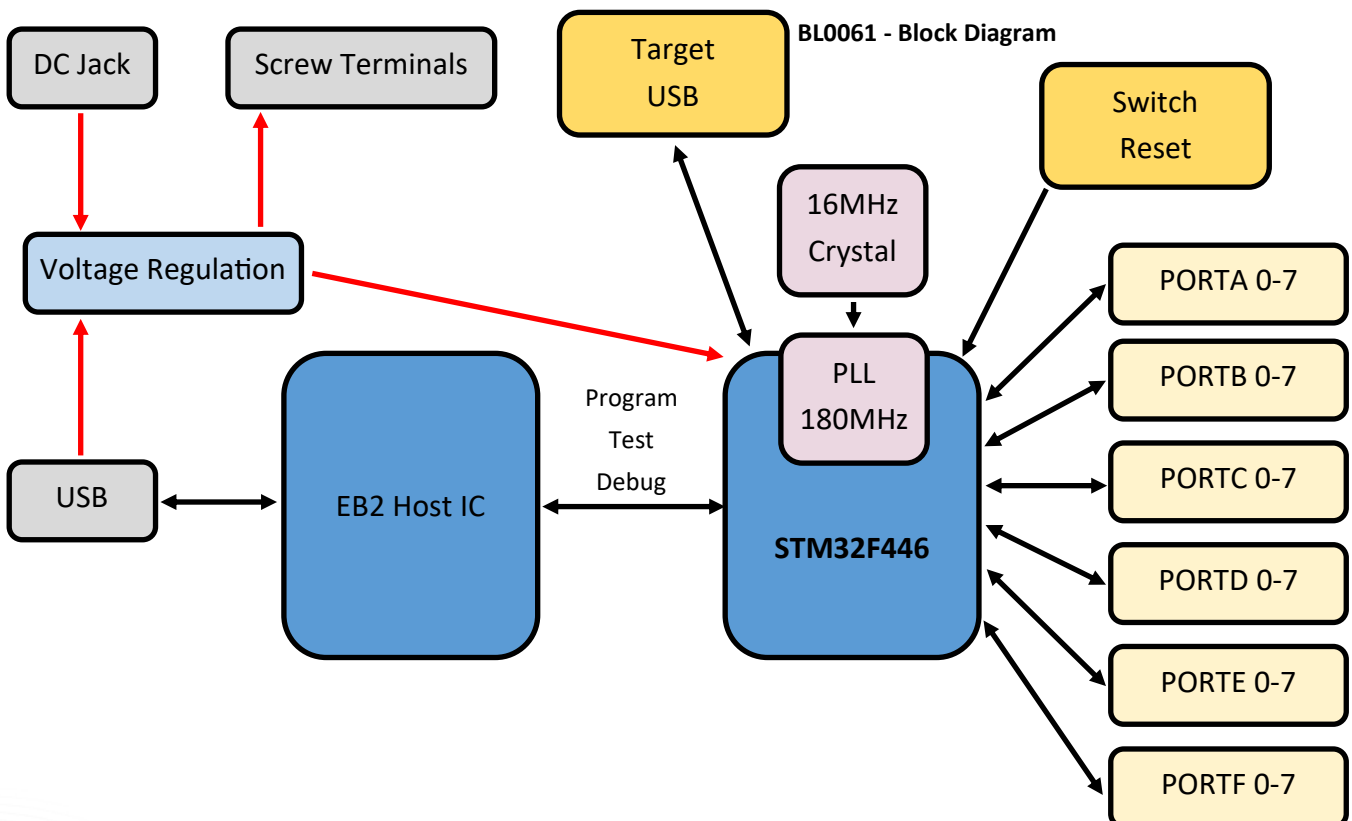 BL0061 - Block Diagram
DC Jack
Screw Terminals
Target
USB
Switch
Reset
16MHz
Crystal
Voltage Regulation
PORTA 0-7
PLL
180MHz
PORTB 0-7
Program
Test
Debug
USB
EB2 Host IC
STM32F446
PORTC 0-7
PORTD 0-7
PORTE 0-7
PORTF 0-7